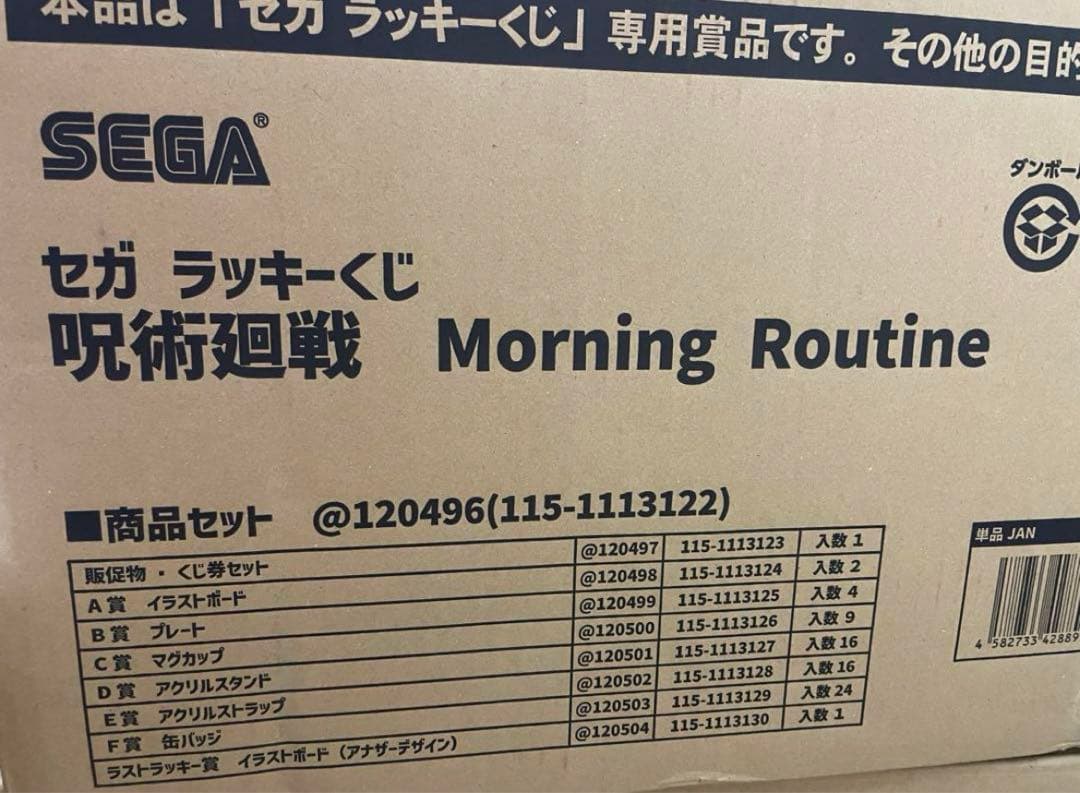 本品は「セガ ラッキーくじ」専用賞品です。その他の目的
SEGA®
ダンボール
セガ ラッキーくじ
呪術廻戦 Morning Routine
■商品セット @120496(115-1113122)
販促物・くじ券セット @120497 115-1113123 入数 1
A賞 イラストボード @120498 115-1113124 入数 2
B賞 プレート @120499 115-1113125 入数 4
C賞 マグカップ @120500 115-1113126 入数 9
D賞 アクリルスタンド @120501 115-1113127 入数 16
E賞 アクリルストラップ @120502 115-1113128 入数 16
F賞 缶バッジ @120503 115-1113129 入数 24
ラストラッキー賞 イラストボード（アナザーデザイン） @120504 115-1113130 入数 1
単品 JAN
4 582733 42889